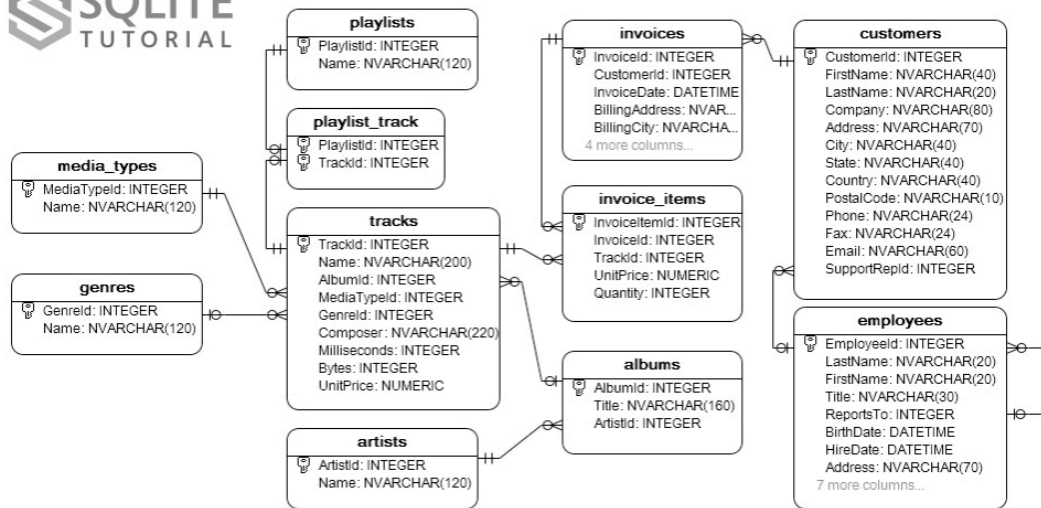 SQLITE
TUTORIAL
playlists
PlaylistId: INTEGER
Name: NVARCHAR(120)
playlist_track
PlaylistId: INTEGER
TrackId: INTEGER
media_types
MediaTypeId: INTEGER
Name: NVARCHAR(120)
genres
GenreId: INTEGER
Name: NVARCHAR(120)
tracks
TrackId: INTEGER
Name: NVARCHAR(200)
AlbumId: INTEGER
MediaTypeId: INTEGER
GenreId: INTEGER
Composer: NVARCHAR(220)
Milliseconds: INTEGER
Bytes: INTEGER
UnitPrice: NUMERIC
artists
ArtistId: INTEGER
Name: NVARCHAR(120)
invoices
InvoiceId: INTEGER
CustomerId: INTEGER
InvoiceDate: DATETIME
BillingAddress: NVAR...
BillingCity: NVARCHA...
4 more columns...
invoice_items
InvoiceItemId: INTEGER
InvoiceId: INTEGER
TrackId: INTEGER
UnitPrice: NUMERIC
Quantity: INTEGER
albums
AlbumId: INTEGER
Title: NVARCHAR(160)
ArtistId: INTEGER
customers
CustomerId: INTEGER
FirstName: NVARCHAR(40)
LastName: NVARCHAR(20)
Company: NVARCHAR(80)
Address: NVARCHAR(70)
City: NVARCHAR(40)
State: NVARCHAR(40)
Country: NVARCHAR(40)
PostalCode: NVARCHAR(10)
Phone: NVARCHAR(24)
Fax: NVARCHAR(24)
Email: NVARCHAR(60)
SupportRepId: INTEGER
employees
EmployeeId: INTEGER
LastName: NVARCHAR(20)
FirstName: NVARCHAR(20)
Title: NVARCHAR(30)
ReportsTo: INTEGER
BirthDate: DATETIME
HireDate: DATETIME
Address: NVARCHAR(70)
7 more columns...